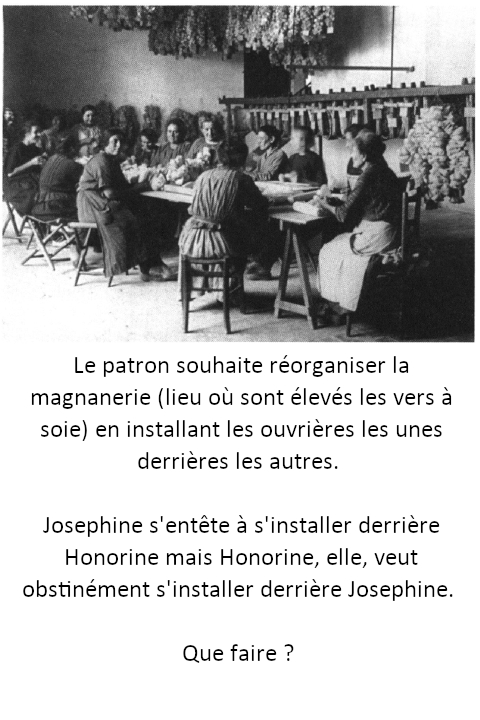 Le patron souhaite réorganiser la
magnanerie (lieu où sont élevés les vers à
soie) en installant les ouvrières les unes
derrières les autres.
Josephine s'entête à s'installer derrière
Honorine mais Honorine, elle, veut
obstinément s'installer derrière Josephine.
Que faire ?